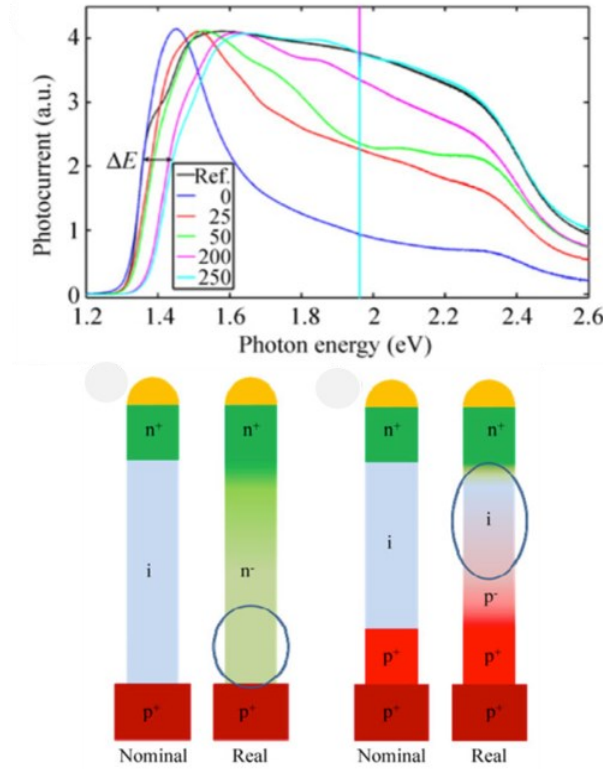 Photocurrent (a.u.)
4
3
2
1
0
ΔE
Ref.
0
25
50
200
250
1.2 1.4 1.6 1.8 2 2.2 2.4 2.6
Photon energy (eV)
n⁺ n⁺ n⁺ n⁺
i n⁻ i i
p⁻
p⁺ p⁺
p⁺ p⁺ p⁺ p⁺
Nominal Real Nominal Real